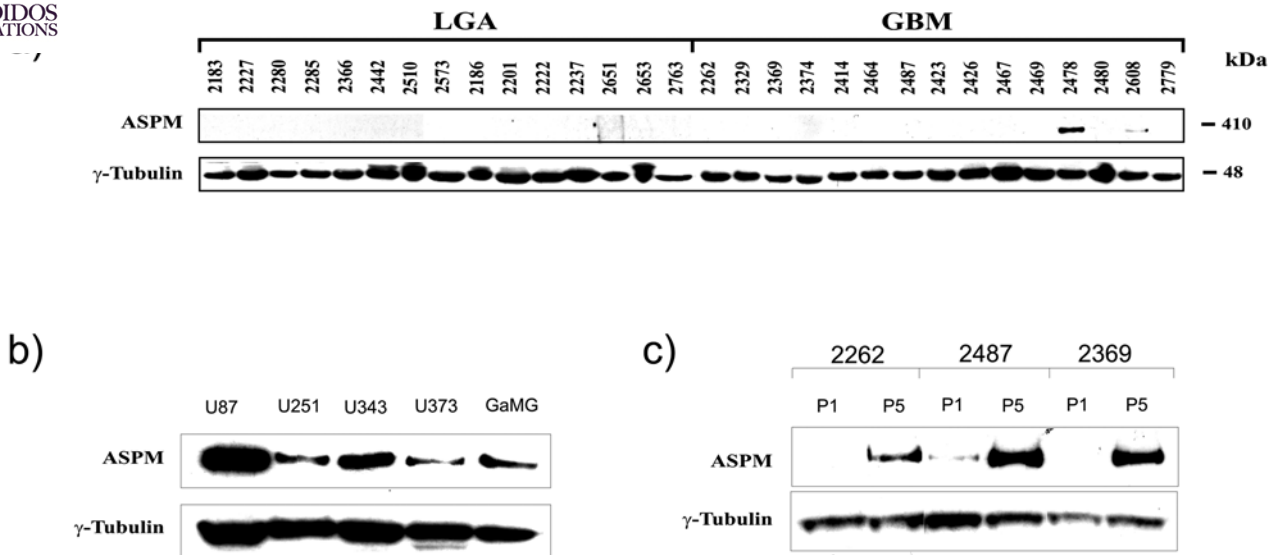 LGA GBM
2183 2227 2280 2285 2366 2442 2510 2573 2186 2201 2222 2237 2651 2653 2763 2262 2329 2369 2374 2414 2464 2487 2423 2426 2467 2469 2478 2480 2608 2779 kDa
ASPM – 410
γ-Tubulin – 48
b)
U87 U251 U343 U373 GaMG
ASPM
γ-Tubulin
c)
2262 2487 2369
P1 P5 P1 P5 P1 P5
ASPM
γ-Tubulin